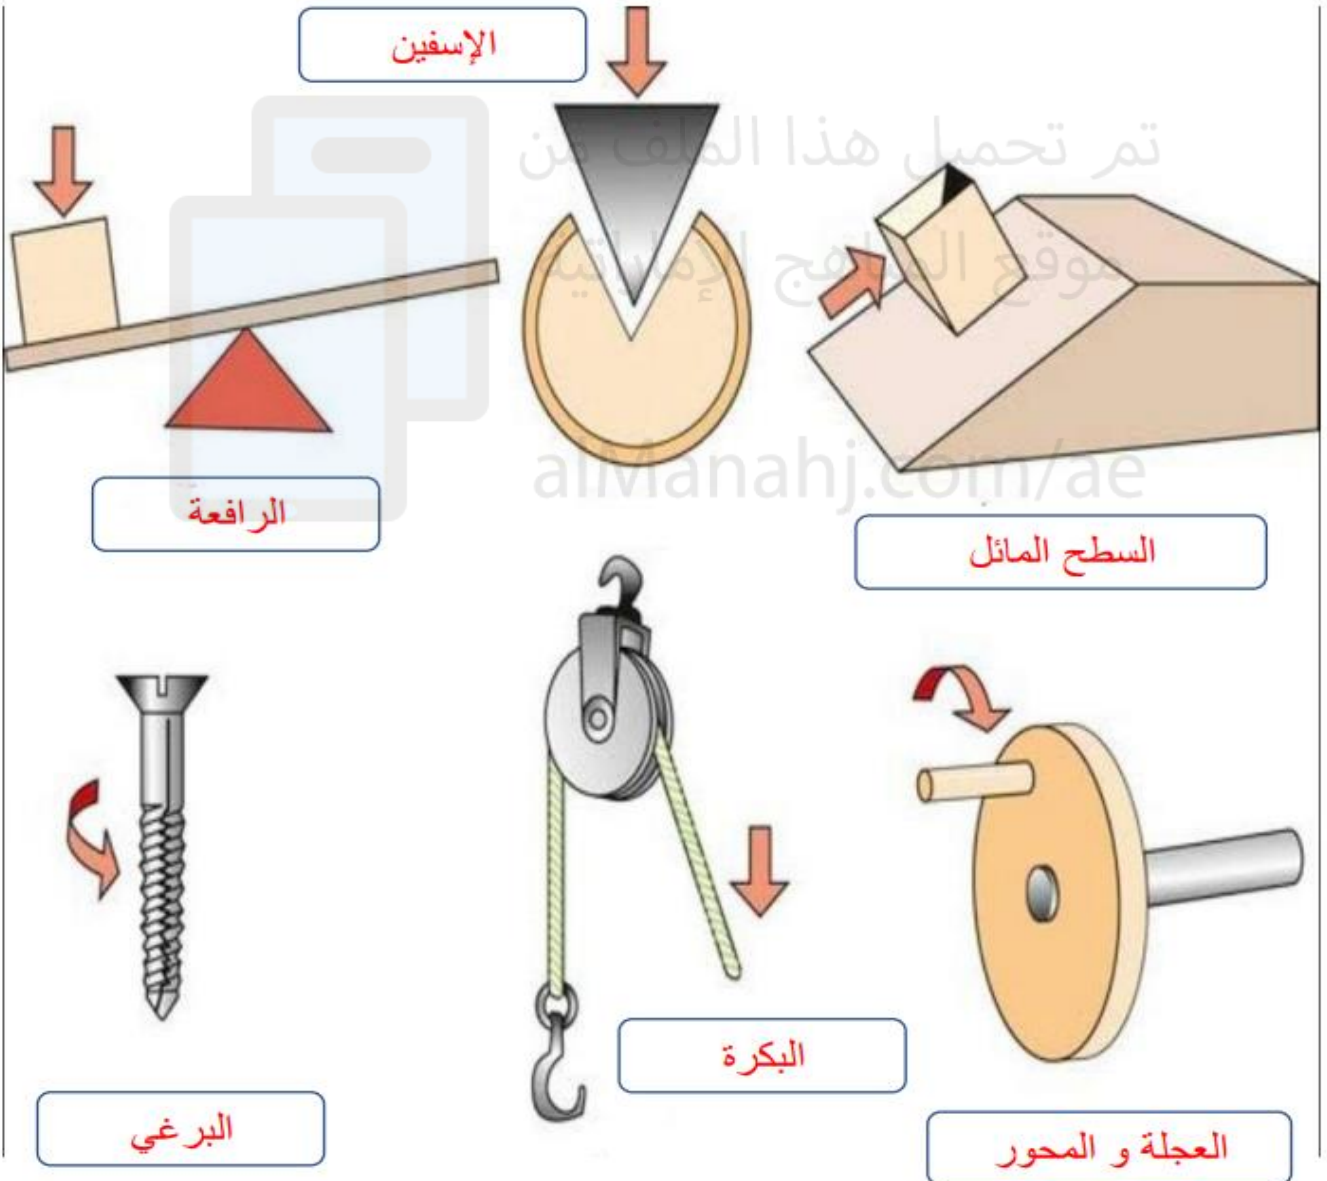 الإسفين
تم تحميل هذا الملف من
موقع المناهج الإماراتية
alManahj.com/ae
الرافعة
السطح المائل
البكرة
البرغي
العجلة و المحور